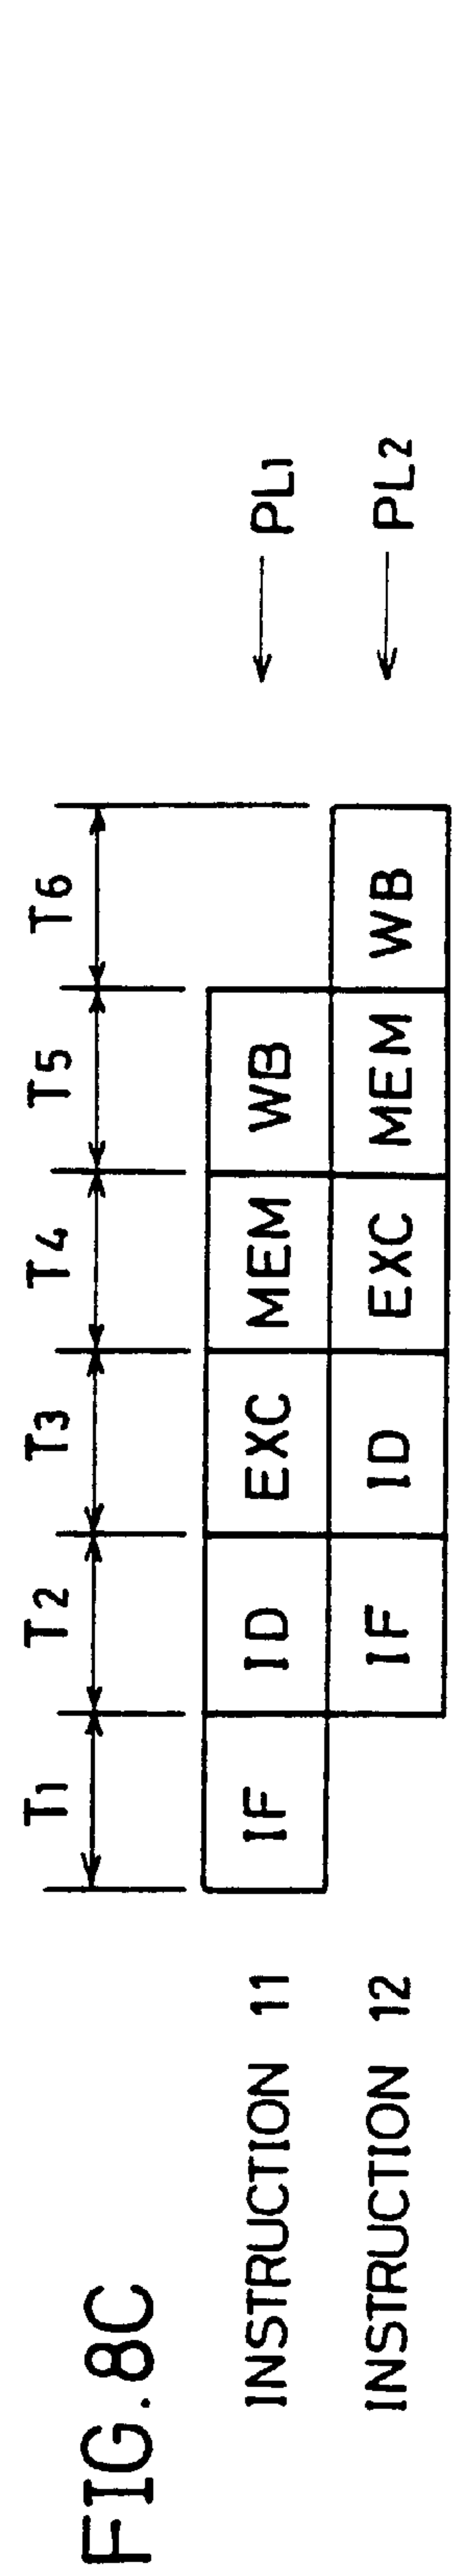 FIG. 8C
T1 T2 T3 T4 T5 T6
INSTRUCTION 11 IF ID EXC MEM WB PL1
INSTRUCTION 12 IF ID EXC MEM WB PL2